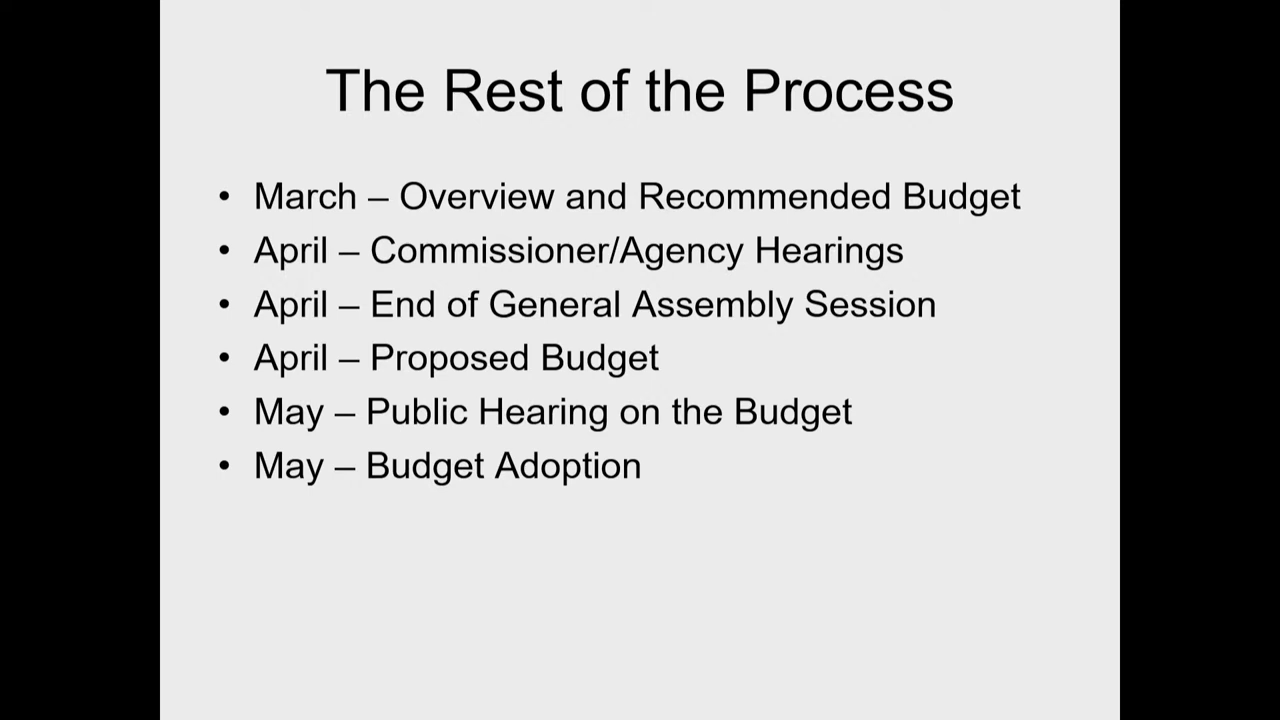 The Rest of the Process
• March – Overview and Recommended Budget
• April – Commissioner/Agency Hearings
• April – End of General Assembly Session
• April – Proposed Budget
• May – Public Hearing on the Budget
• May – Budget Adoption